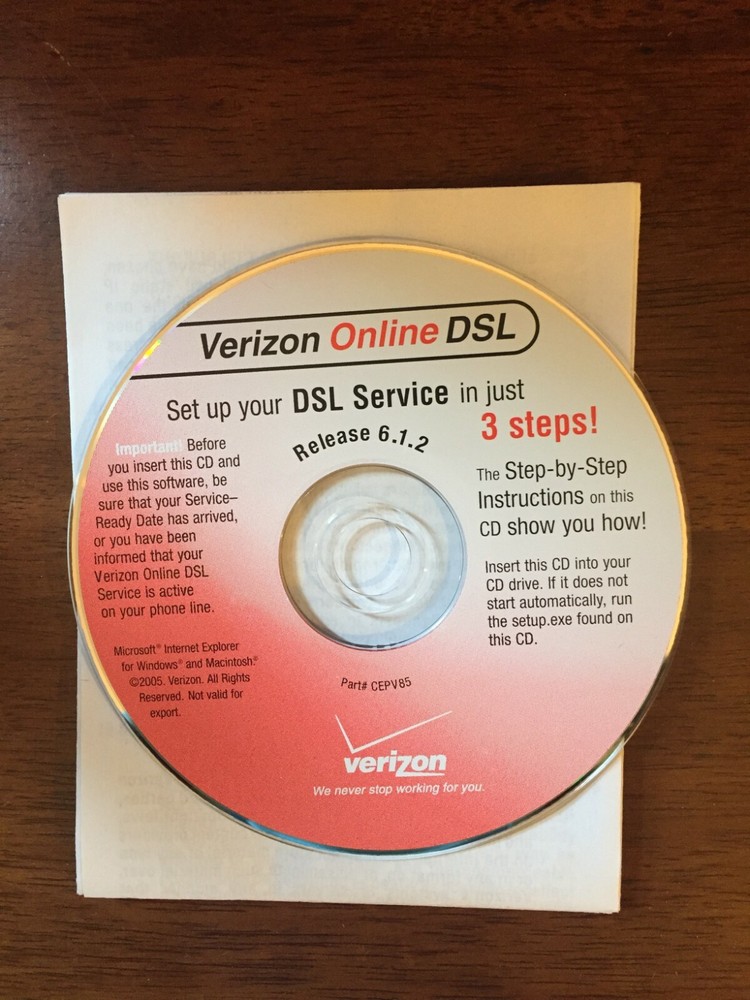 Verizon Online DSL
Set up your DSL Service in just
3 steps!
Release 6.1.2
Important! Before
you insert this CD and
use this software, be
sure that your Service–
Ready Date has arrived,
or you have been
informed that your
Verizon Online DSL
Service is active
on your phone line.
The Step-by-Step
Instructions on this
CD show you how!
Insert this CD into your
CD drive. If it does not
start automatically, run
the setup.exe found on
this CD.
Microsoft® Internet Explorer
for Windows® and Macintosh®
©2005. Verizon. All Rights
Reserved. Not valid for
export.
Part# CEPV85
verizon
We never stop working for you.